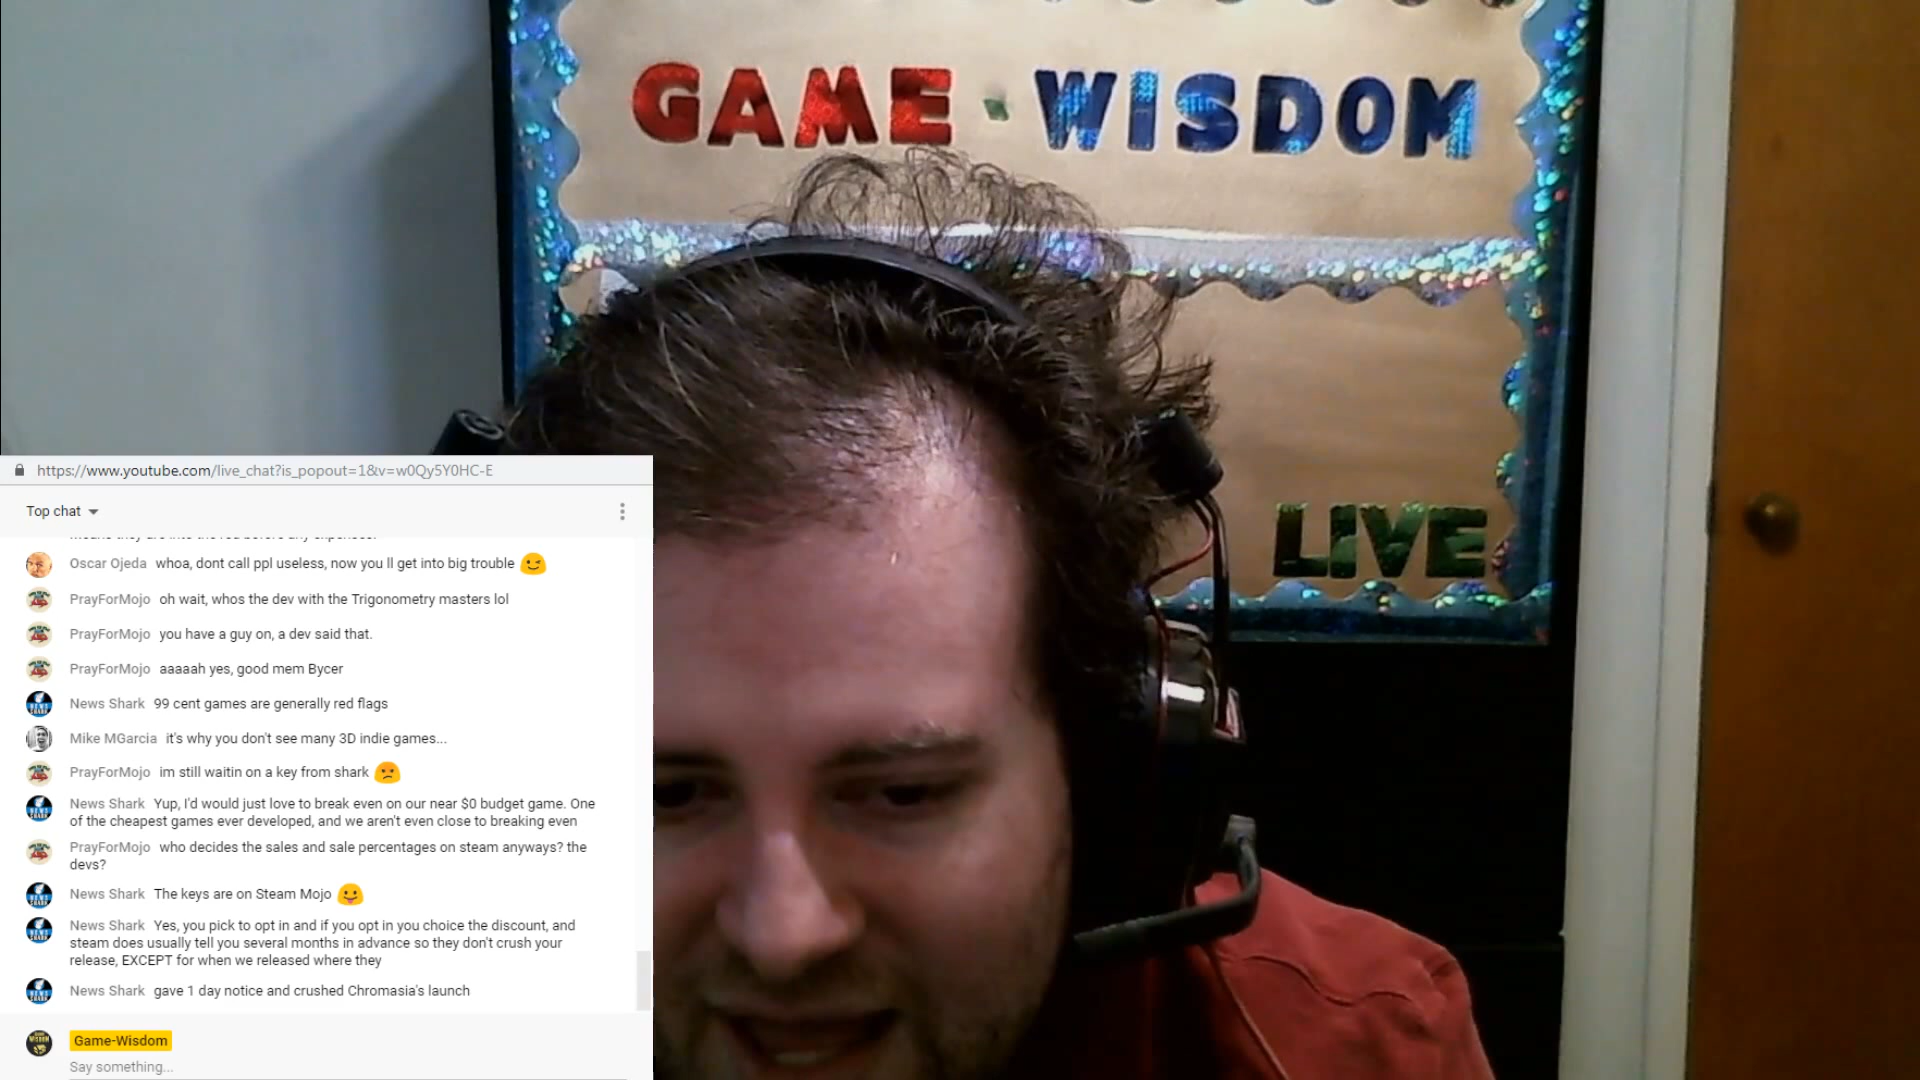 GAME · WISDOM
LIVE
https://www.youtube.com/live_chat?is_popout=1&v=w0Qy5Y0HC-E
Top chat
Oscar Ojeda whoa, dont call ppl useless, now you ll get into big trouble
PrayForMojo oh wait, whos the dev with the Trigonometry masters lol
PrayForMojo you have a guy on, a dev said that.
PrayForMojo aaaaah yes, good mem Bycer
News Shark 99 cent games are generally red flags
Mike MGarcia it's why you don't see many 3D indie games...
PrayForMojo im still waitin on a key from shark
News Shark Yup, I'd would just love to break even on our near $0 budget game. One
of the cheapest games ever developed, and we aren't even close to breaking even
PrayForMojo who decides the sales and sale percentages on steam anyways? the
devs?
News Shark The keys are on Steam Mojo
News Shark Yes, you pick to opt in and if you opt in you choice the discount, and
steam does usually tell you several months in advance so they don't crush your
release, EXCEPT for when we released where they
News Shark gave 1 day notice and crushed Chromasia's launch
Game-Wisdom
Say something...